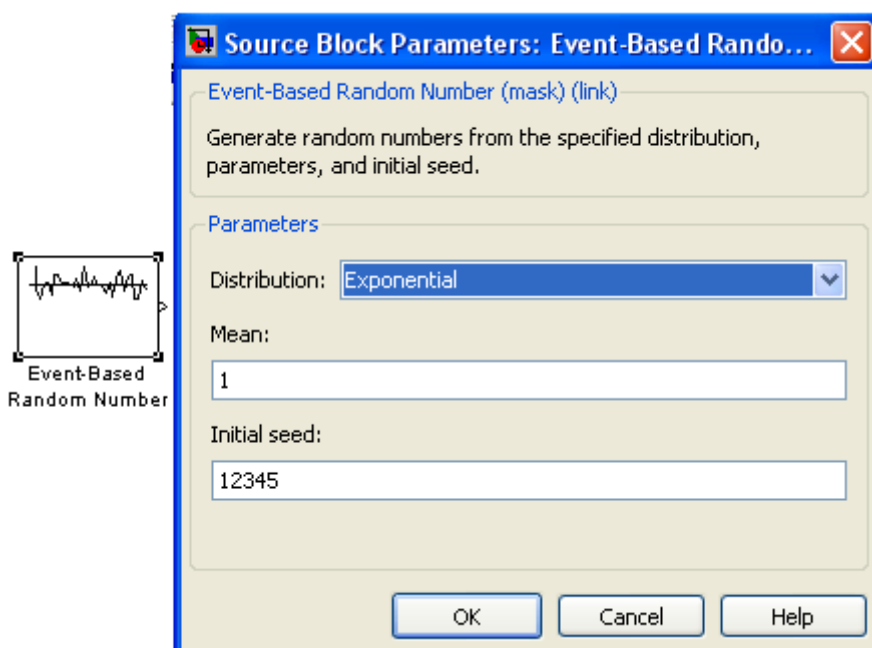 Source Block Parameters: Event-Based Rando...
Event-Based Random Number (mask) (link)
Generate random numbers from the specified distribution,
parameters, and initial seed.
Parameters
Distribution: Exponential
Mean:
1
Initial seed:
12345
OK Cancel Help
Event-Based
Random Number